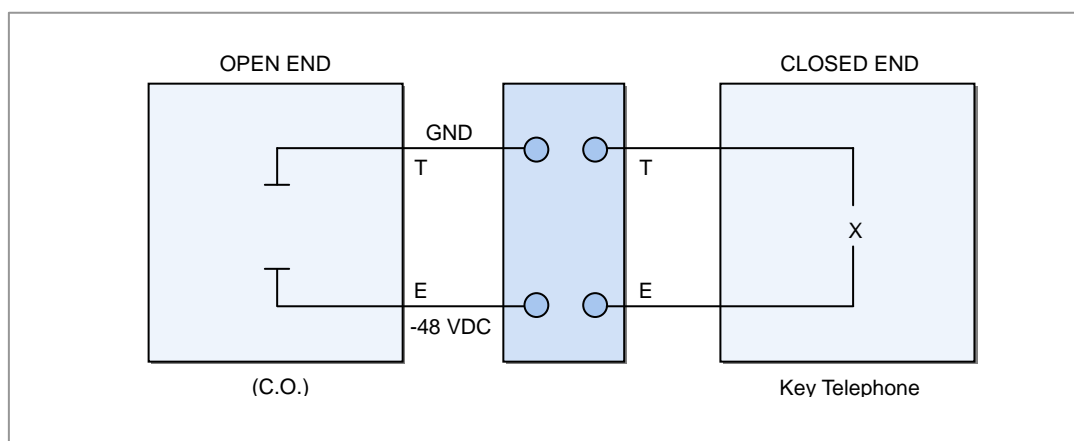 OPEN END
CLOSED END
GND
T
T
X
E
E
-48 VDC
(C.O.)
Key Telephone